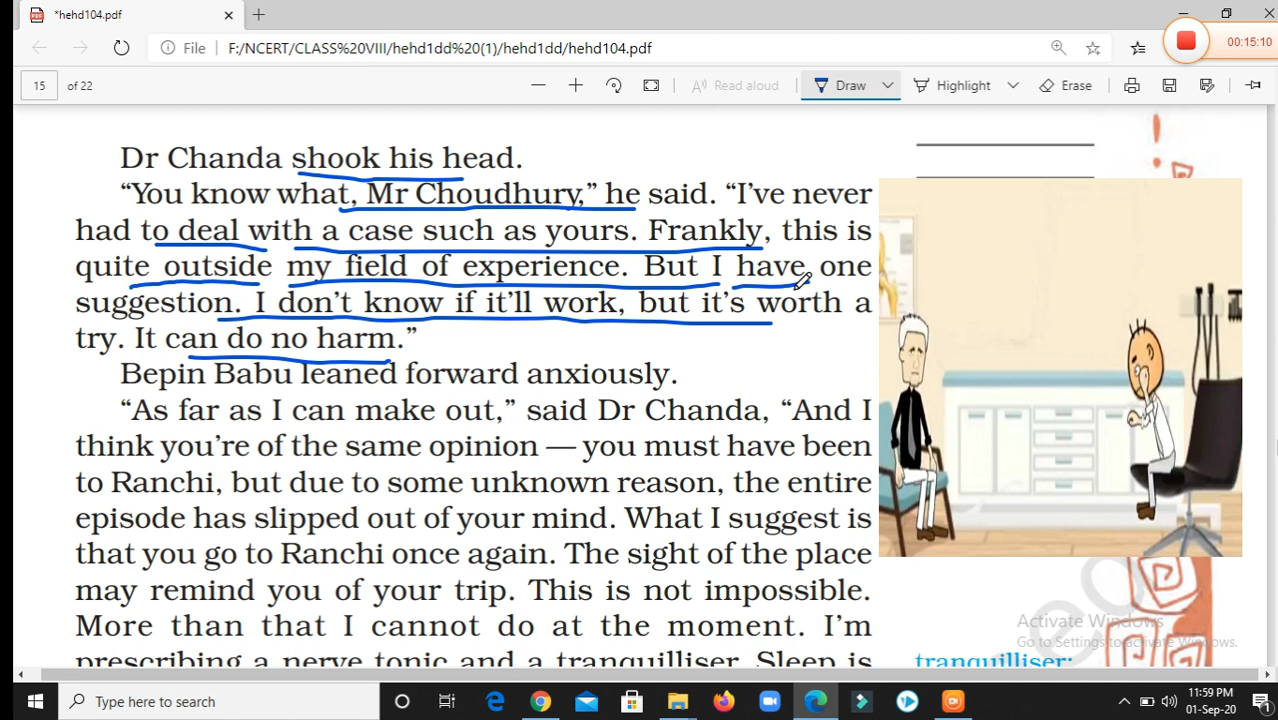 *hehd104.pdf
00:15:10
File F:/NCERT/CLASS%20VIII/hehd1dd%20(1)/hehd1dd/hehd104.pdf
15 of 22 Read aloud Draw Highlight Erase
Dr Chanda shook his head.
“You know what, Mr Choudhury,” he said. “I’ve never
had to deal with a case such as yours. Frankly, this is
quite outside my field of experience. But I have one
suggestion. I don’t know if it’ll work, but it’s worth a
try. It can do no harm.”
Bepin Babu leaned forward anxiously.
“As far as I can make out,” said Dr Chanda, “And I
think you’re of the same opinion — you must have been
to Ranchi, but due to some unknown reason, the entire
episode has slipped out of your mind. What I suggest is
that you go to Ranchi once again. The sight of the place
may remind you of your trip. This is not impossible.
More than that I cannot do at the moment. I’m
prescribing a nerve tonic and a tranquilliser. Sleep is
Activate Windows
Go to Settings to activate Windows.
tranquilliser:
Type here to search
11:59 PM
01-Sep-20
1